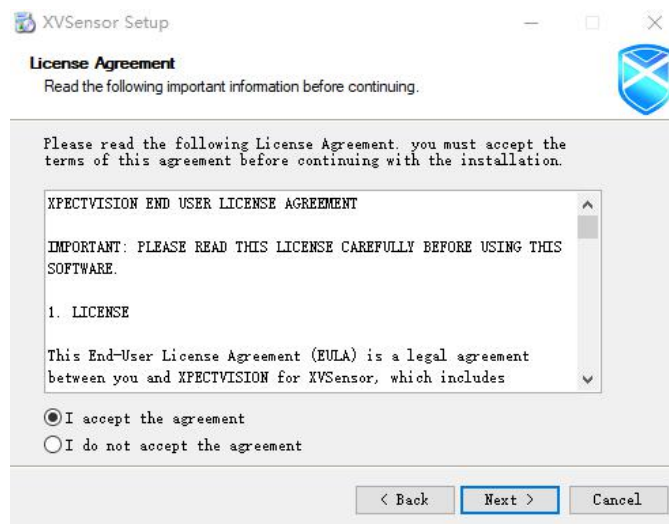 XVSensor Setup
License Agreement
Read the following important information before continuing.
Please read the following License Agreement. you must accept the
terms of this agreement before continuing with the installation.
XPECTVISION END USER LICENSE AGREEMENT
IMPORTANT: PLEASE READ THIS LICENSE CAREFULLY BEFORE USING THIS
SOFTWARE.
1. LICENSE
This End-User License Agreement (EULA) is a legal agreement
between you and XPECTVISION for XVSensor, which includes
I accept the agreement
I do not accept the agreement
< Back
Next >
Cancel